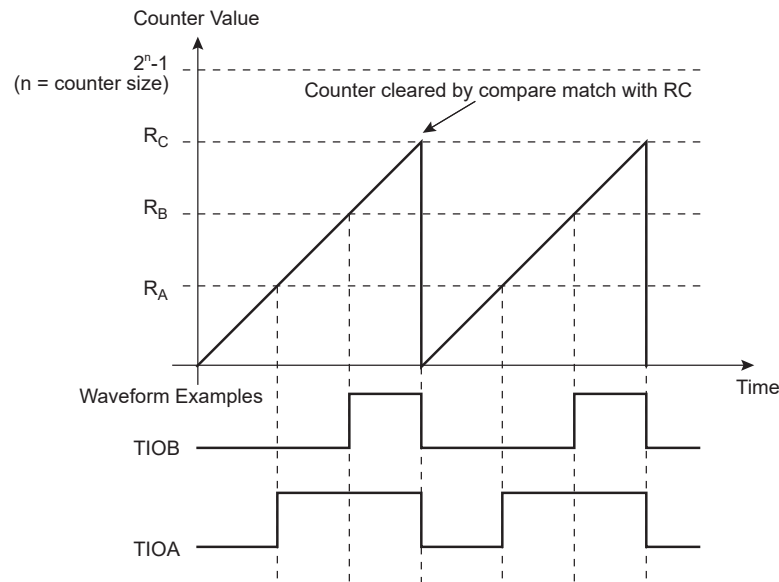 Counter Value
2ⁿ-1
(n = counter size)
Counter cleared by compare match with RC
R_C
R_B
R_A
Time
Waveform Examples
TIOB
TIOA